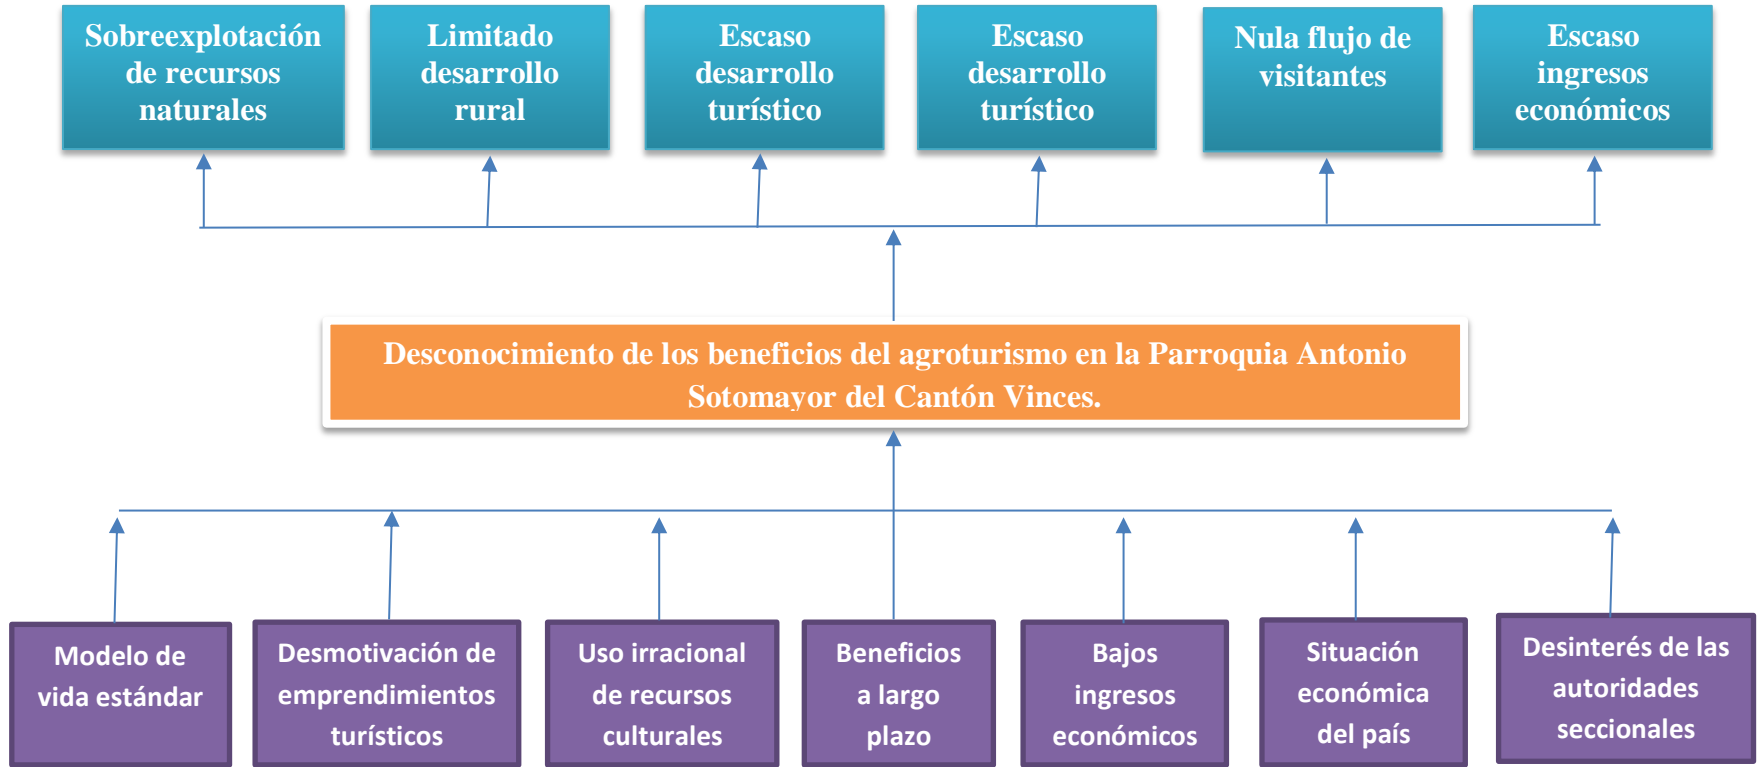 Sobreexplotación
de recursos
naturales
Limitado
desarrollo
rural
Escaso
desarrollo
turístico
Escaso
desarrollo
turístico
Nula flujo de
visitantes
Escaso
ingresos
económicos
Desconocimiento de los beneficios del agroturismo en la Parroquia Antonio
Sotomayor del Cantón Vinces.
Modelo de
vida estándar
Desmotivación de
emprendimientos
turísticos
Uso irracional
de recursos
culturales
Beneficios
a largo
plazo
Bajos
ingresos
económicos
Situación
económica
del país
Desinterés de las
autoridades
seccionales